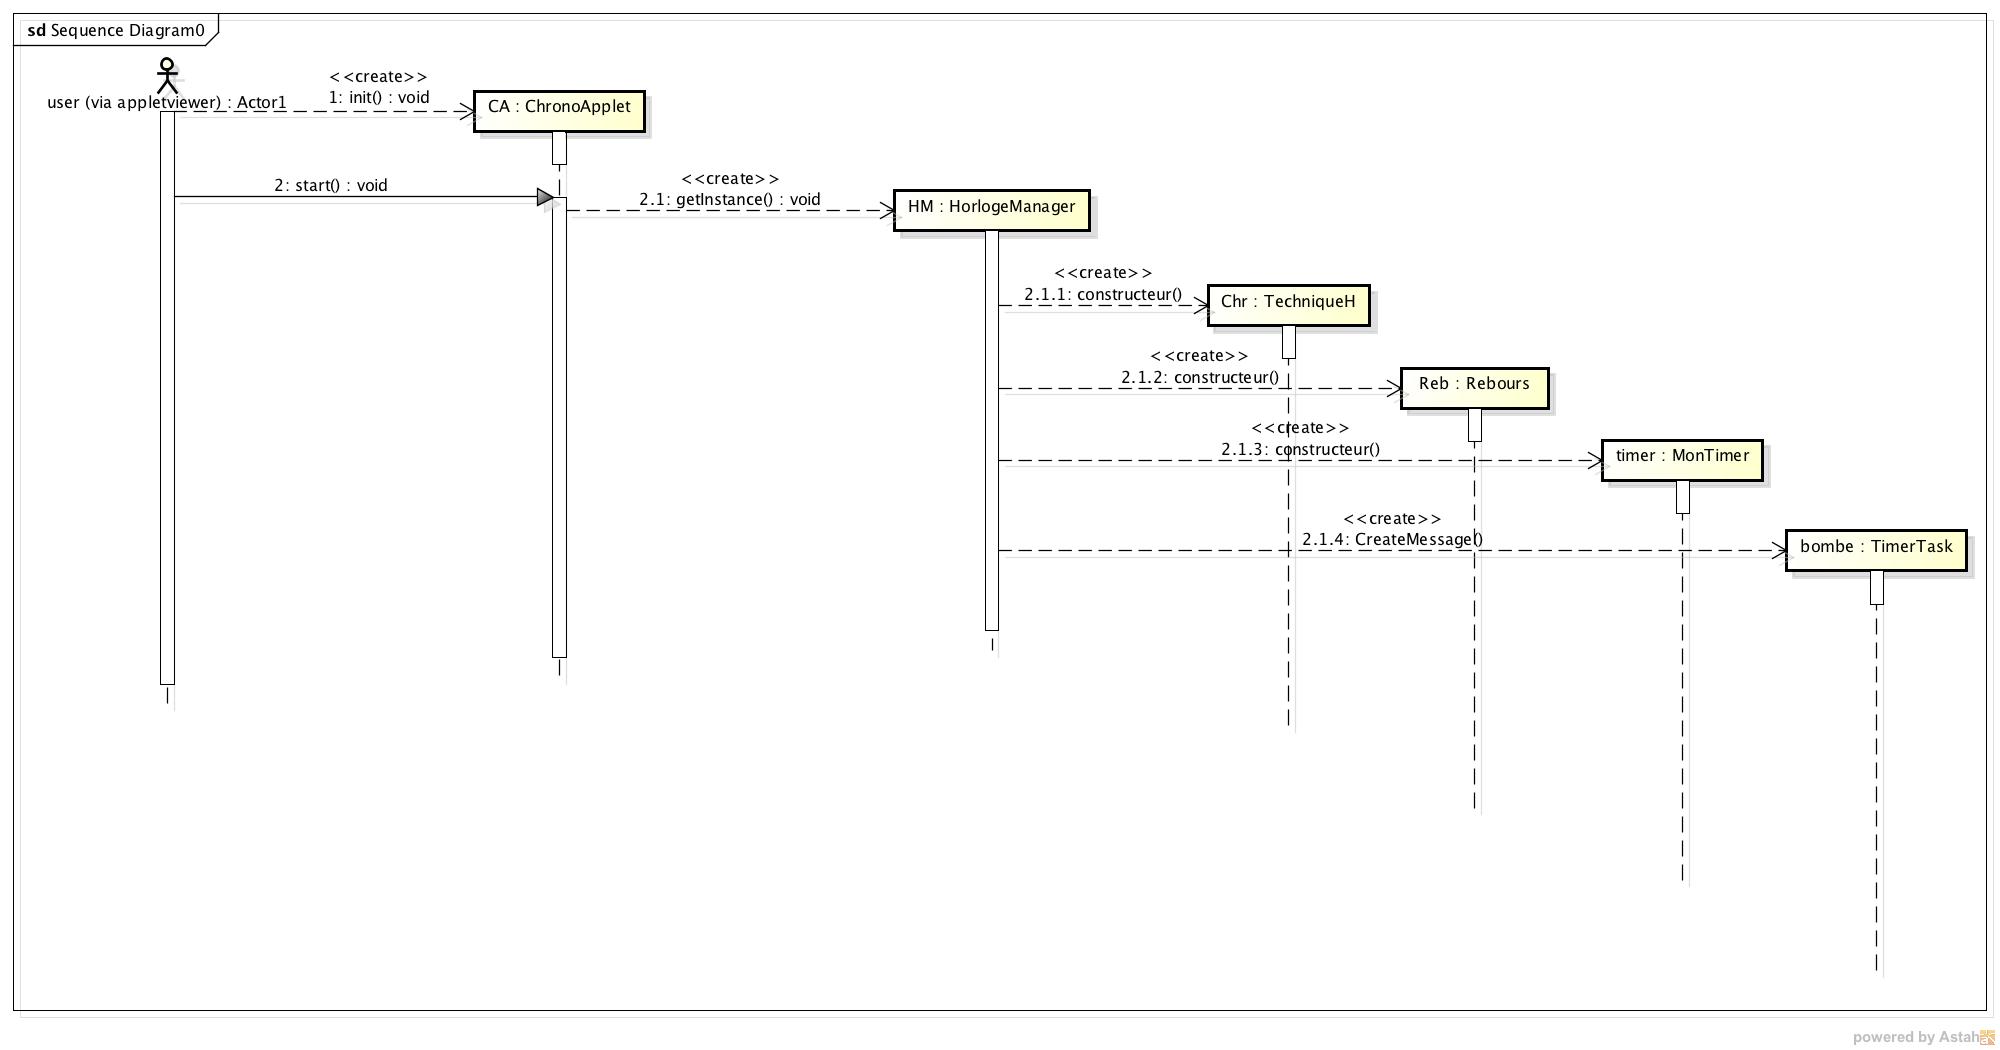 sd Sequence Diagram0
<<create>>
1: init() : void
user (via appletviewer) : Actor1
CA : ChronoApplet
2: start() : void
<<create>>
2.1: getInstance() : void
HM : HorlogeManager
<<create>>
2.1.1: constructeur()
Chr : TechniqueH
<<create>>
2.1.2: constructeur()
Reb : Rebours
<<create>>
2.1.3: constructeur()
timer : MonTimer
<<create>>
2.1.4: CreateMessage()
bombe : TimerTask
powered by Astah